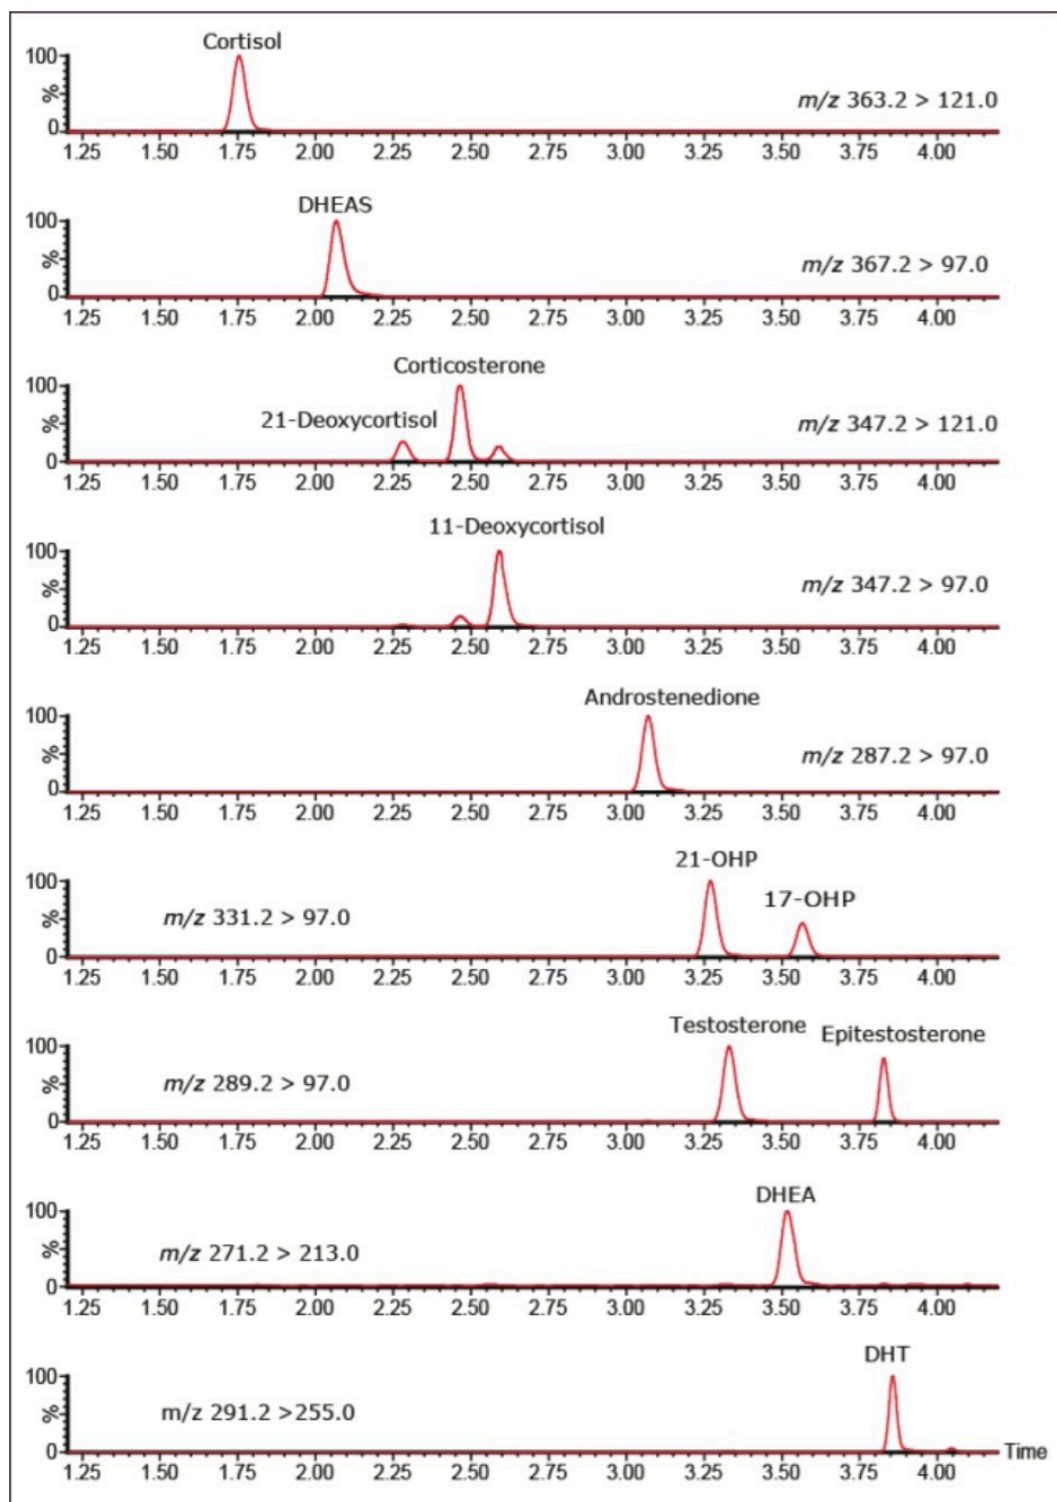 Cortisol
100
%
m/z 363.2 > 121.0
0
1.25 1.50 1.75 2.00 2.25 2.50 2.75 3.00 3.25 3.50 3.75 4.00
DHEAS
100
%
m/z 367.2 > 97.0
0
1.25 1.50 1.75 2.00 2.25 2.50 2.75 3.00 3.25 3.50 3.75 4.00
Corticosterone
100
21-Deoxycortisol
%
m/z 347.2 > 121.0
0
1.25 1.50 1.75 2.00 2.25 2.50 2.75 3.00 3.25 3.50 3.75 4.00
11-Deoxycortisol
100
%
m/z 347.2 > 97.0
0
1.25 1.50 1.75 2.00 2.25 2.50 2.75 3.00 3.25 3.50 3.75 4.00
Androstenedione
100
%
m/z 287.2 > 97.0
0
1.25 1.50 1.75 2.00 2.25 2.50 2.75 3.00 3.25 3.50 3.75 4.00
21-OHP
100
17-OHP
%
m/z 331.2 > 97.0
0
1.25 1.50 1.75 2.00 2.25 2.50 2.75 3.00 3.25 3.50 3.75 4.00
Testosterone Epitestosterone
100
%
m/z 289.2 > 97.0
0
1.25 1.50 1.75 2.00 2.25 2.50 2.75 3.00 3.25 3.50 3.75 4.00
DHEA
100
%
m/z 271.2 > 213.0
0
1.25 1.50 1.75 2.00 2.25 2.50 2.75 3.00 3.25 3.50 3.75 4.00
DHT
100
%
m/z 291.2 >255.0
0
Time
1.25 1.50 1.75 2.00 2.25 2.50 2.75 3.00 3.25 3.50 3.75 4.00